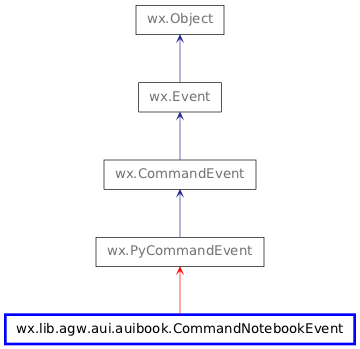 wx.Object
wx.Event
wx.CommandEvent
wx.PyCommandEvent
wx.lib.agw.aui.auibook.CommandNotebookEvent